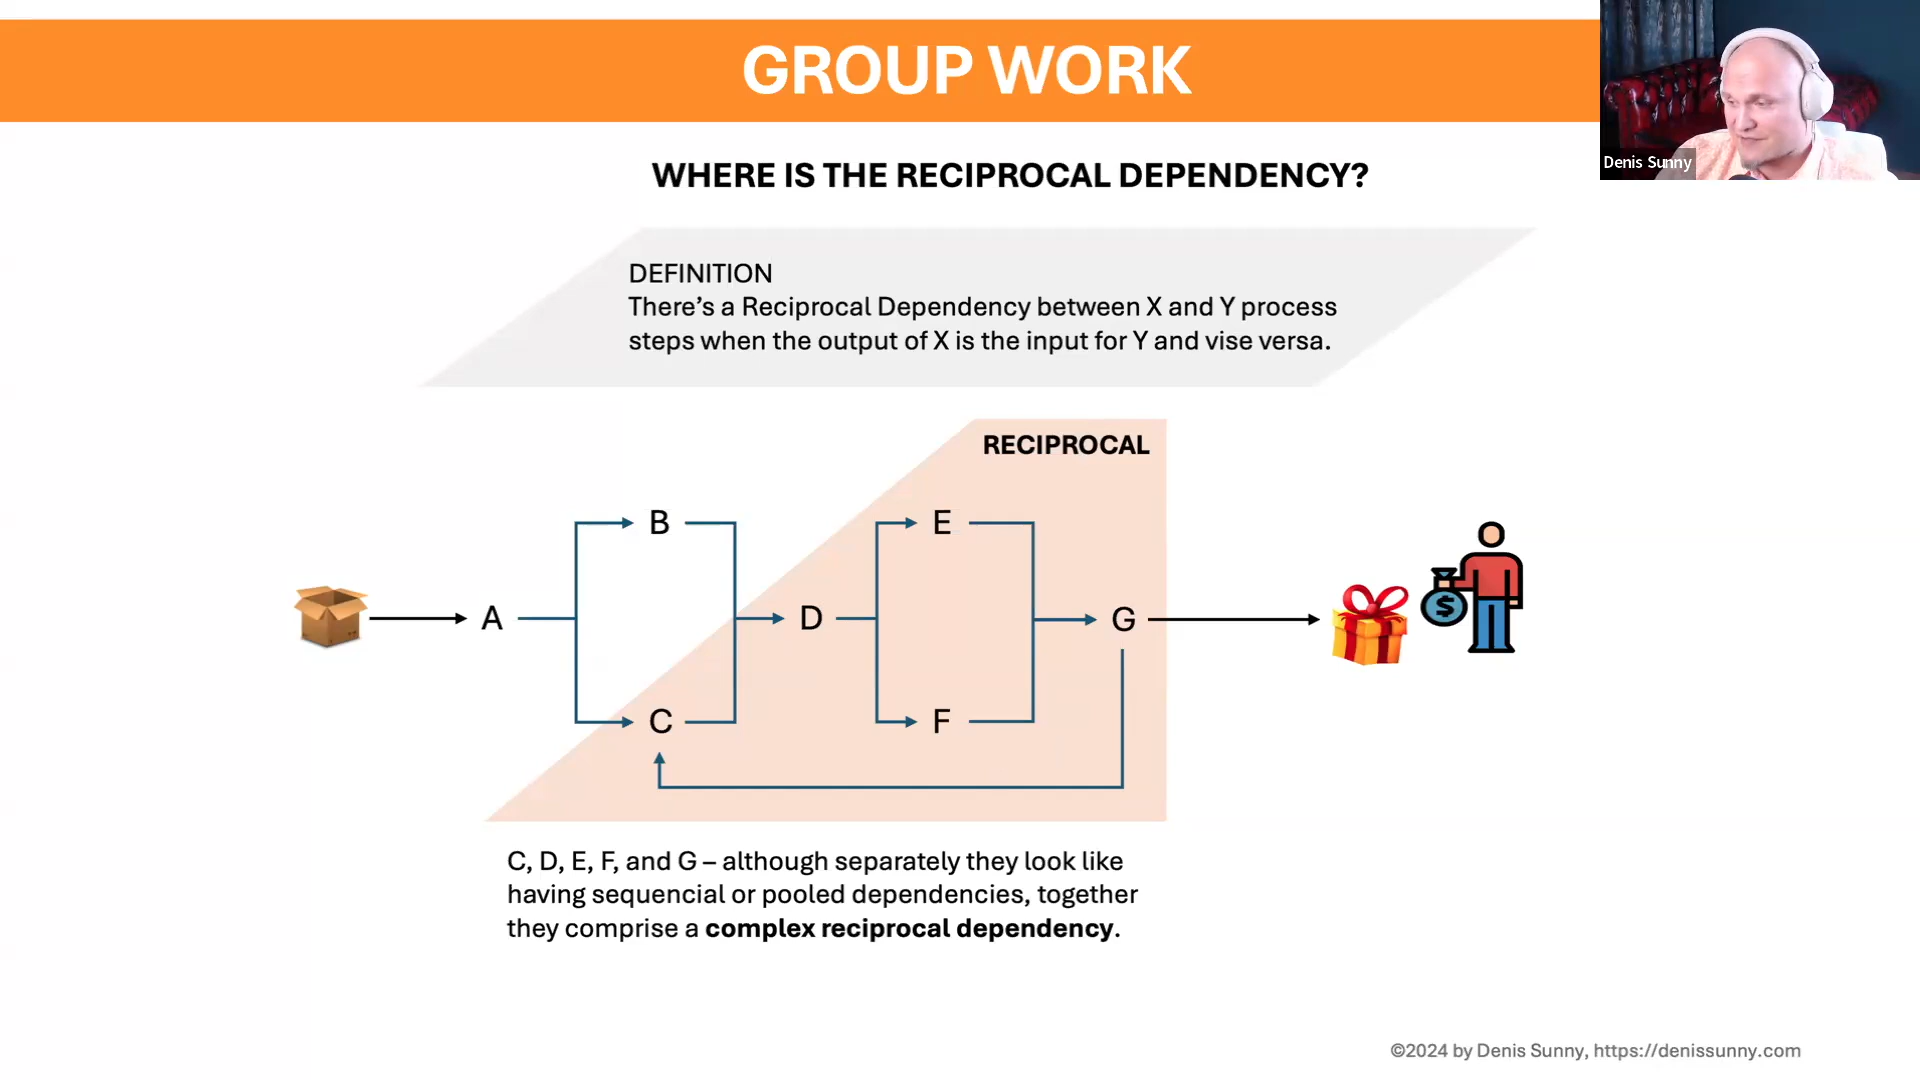 GROUP WORK
Denis Sunny
WHERE IS THE RECIPROCAL DEPENDENCY?
DEFINITION
There's a Reciprocal Dependency between X and Y process
steps when the output of X is the input for Y and vise versa.
RECIPROCAL
B
E
A
D
G
$
C
F
C, D, E, F, and G – although separately they look like
having sequencial or pooled dependencies, together
they comprise a complex reciprocal dependency.
©2024 by Denis Sunny, https://denissunny.com